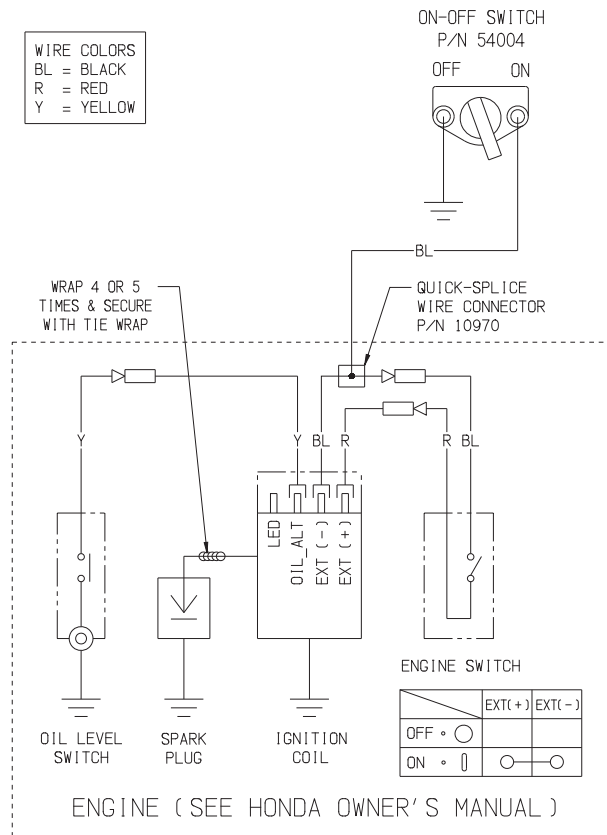 ON-OFF SWITCH
P/N 54004
OFF ON
WIRE COLORS
BL = BLACK
R = RED
Y = YELLOW
BL
WRAP 4 OR 5
TIMES & SECURE
WITH TIE WRAP
QUICK-SPLICE
WIRE CONNECTOR
P/N 10970
Y
Y BL R
R BL
LED
OIL_ALT
EXT (-)
EXT (+)
ENGINE SWITCH
EXT(+) EXT(-)
OFF
ON
OIL LEVEL
SWITCH
SPARK
PLUG
IGNITION
COIL
ENGINE (SEE HONDA OWNER'S MANUAL)